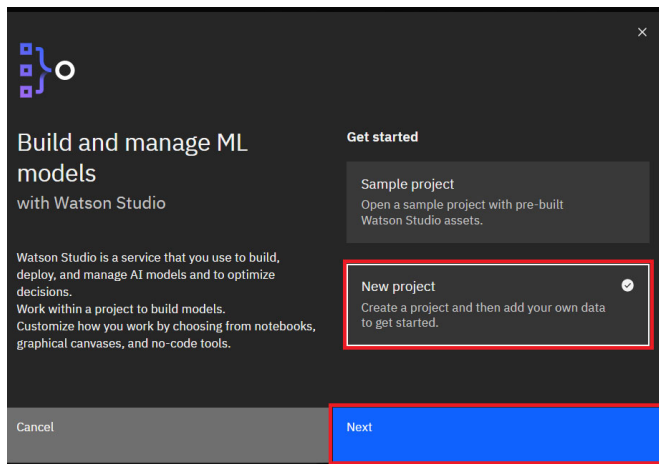 Build and manage ML
models
with Watson Studio
Watson Studio is a service that you use to build,
deploy, and manage AI models and to optimize
decisions.
Work within a project to build models.
Customize how you work by choosing from notebooks,
graphical canvases, and no-code tools.
Get started
Sample project
Open a sample project with pre-built
Watson Studio assets.
New project
Create a project and then add your own data
to get started.
Cancel
Next